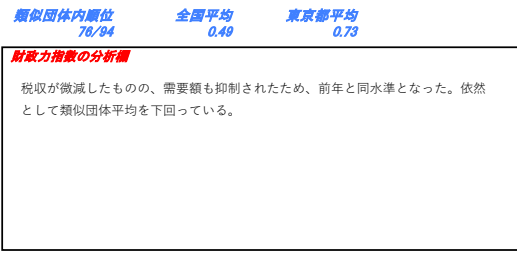 類似団体内順位 全国平均 東京都平均
76/94 0.49 0.73
財政力指数の分析欄
税収が微減したものの、需要額も抑制されたため、前年と同水準となった。依然
として類似団体平均を下回っている。